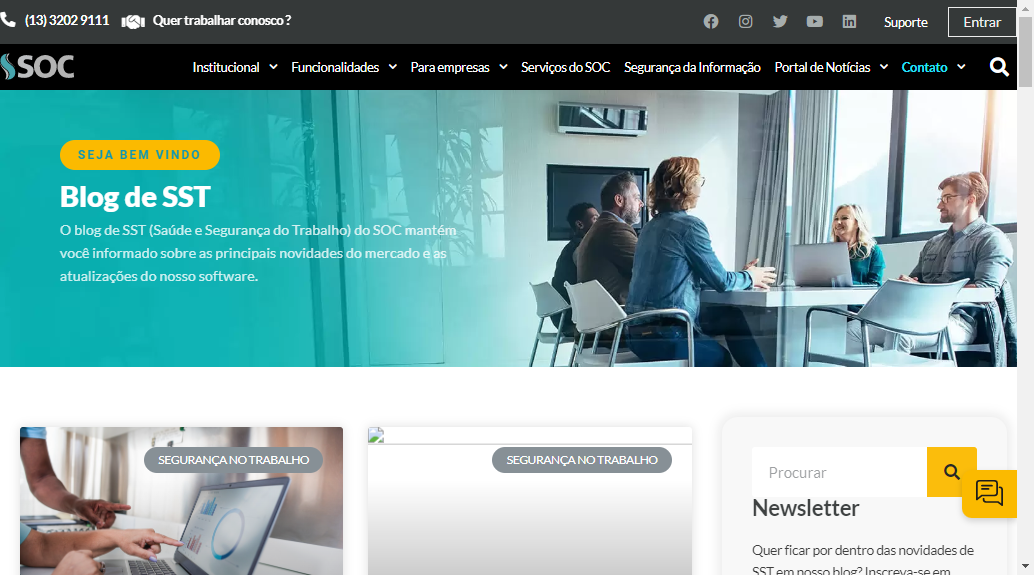 (13) 3202 9111 Quer trabalhar conosco ? Suporte Entrar
SOC Institucional Funcionalidades Para empresas Serviços do SOC Segurança da Informação Portal de Notícias Contato
SEJA BEM VINDO
Blog de SST
O blog de SST (Saúde e Segurança do Trabalho) do SOC mantém
você informado sobre as principais novidades do mercado e as
atualizações do nosso software.
SEGURANÇA NO TRABALHO SEGURANÇA NO TRABALHO
Procurar
Newsletter
Quer ficar por dentro das novidades de
SST em nosso blog? Inscreva-se em